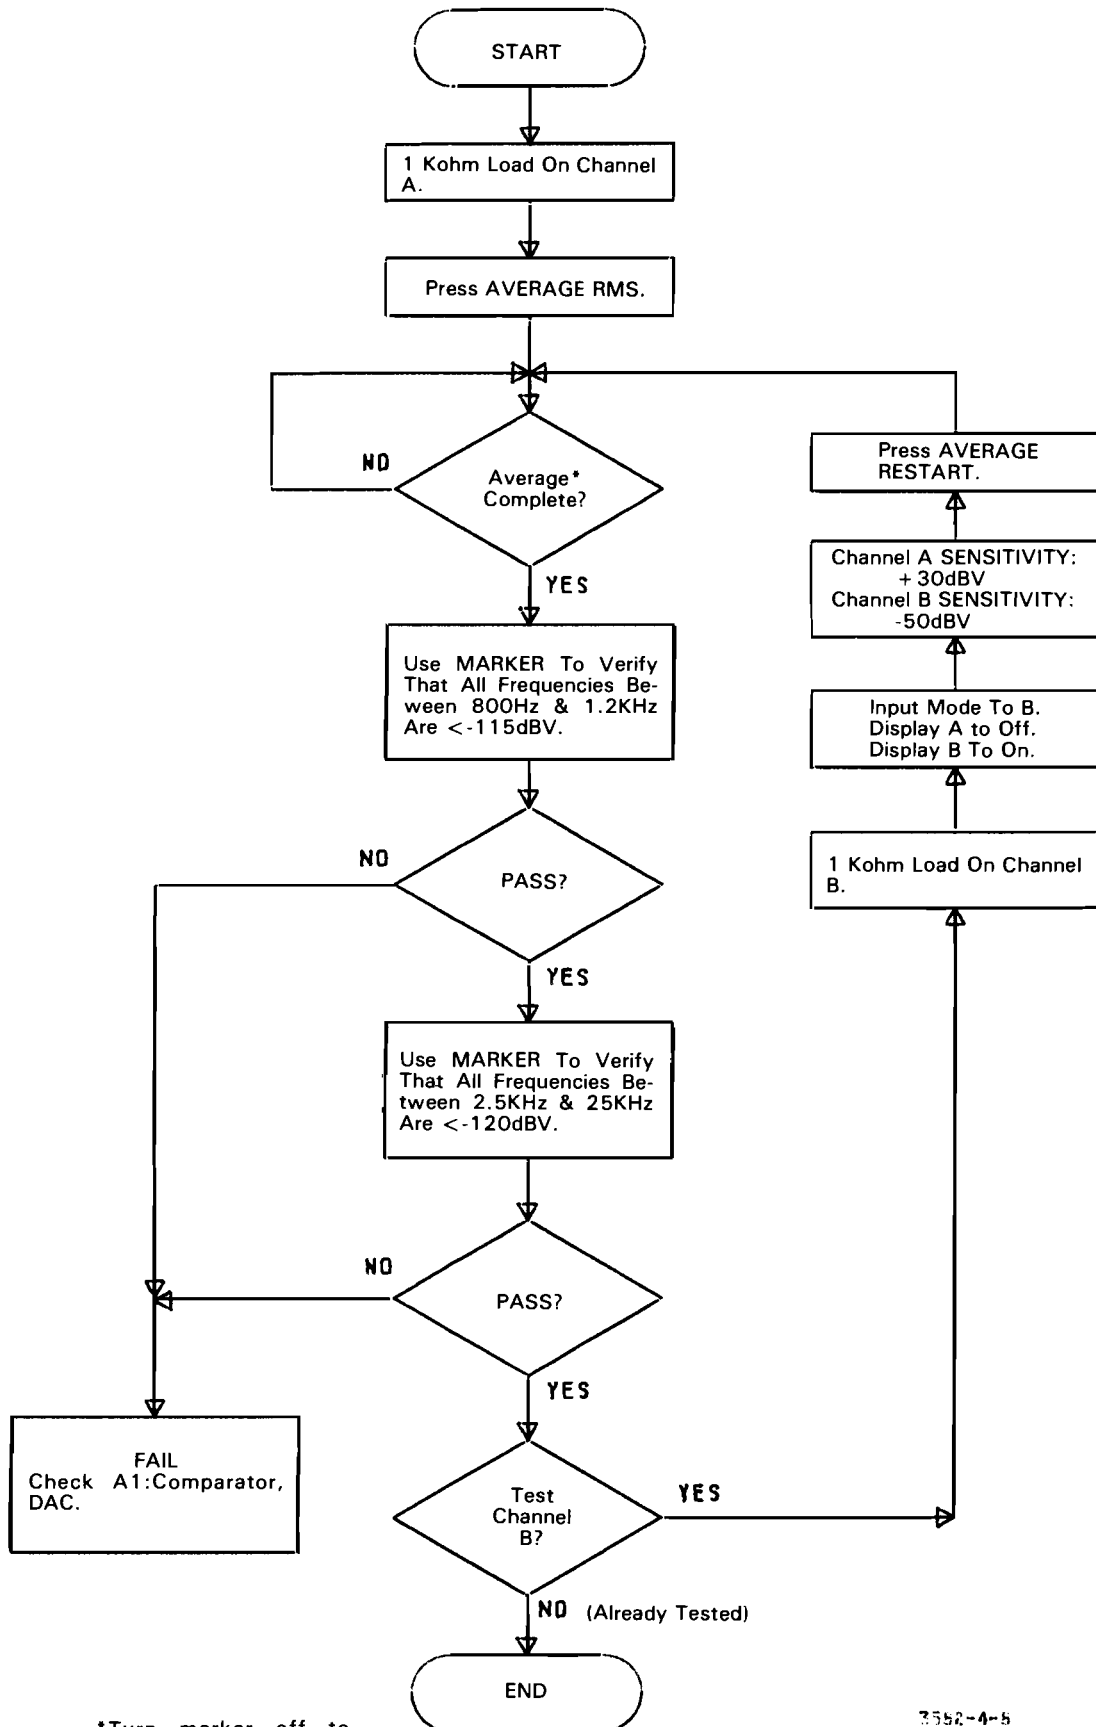 START
1 Kohm Load On Channel
A.
Press AVERAGE RMS.
NO
Average*
Complete?
YES
Use MARKER To Verify
That All Frequencies Be-
tween 800Hz & 1.2KHz
Are <-115dBV.
NO
PASS?
YES
Use MARKER To Verify
That All Frequencies Be-
tween 2.5KHz & 25KHz
Are <-120dBV.
NO
PASS?
YES
FAIL
Check A1:Comparator,
DAC.
Test
Channel
B?
YES
NO (Already Tested)
END
Press AVERAGE
RESTART.
Channel A SENSITIVITY:
+30dBV
Channel B SENSITIVITY:
-50dBV
Input Mode To B.
Display A to Off.
Display B To On.
1 Kohm Load On Channel
B.
*Turn marker off to